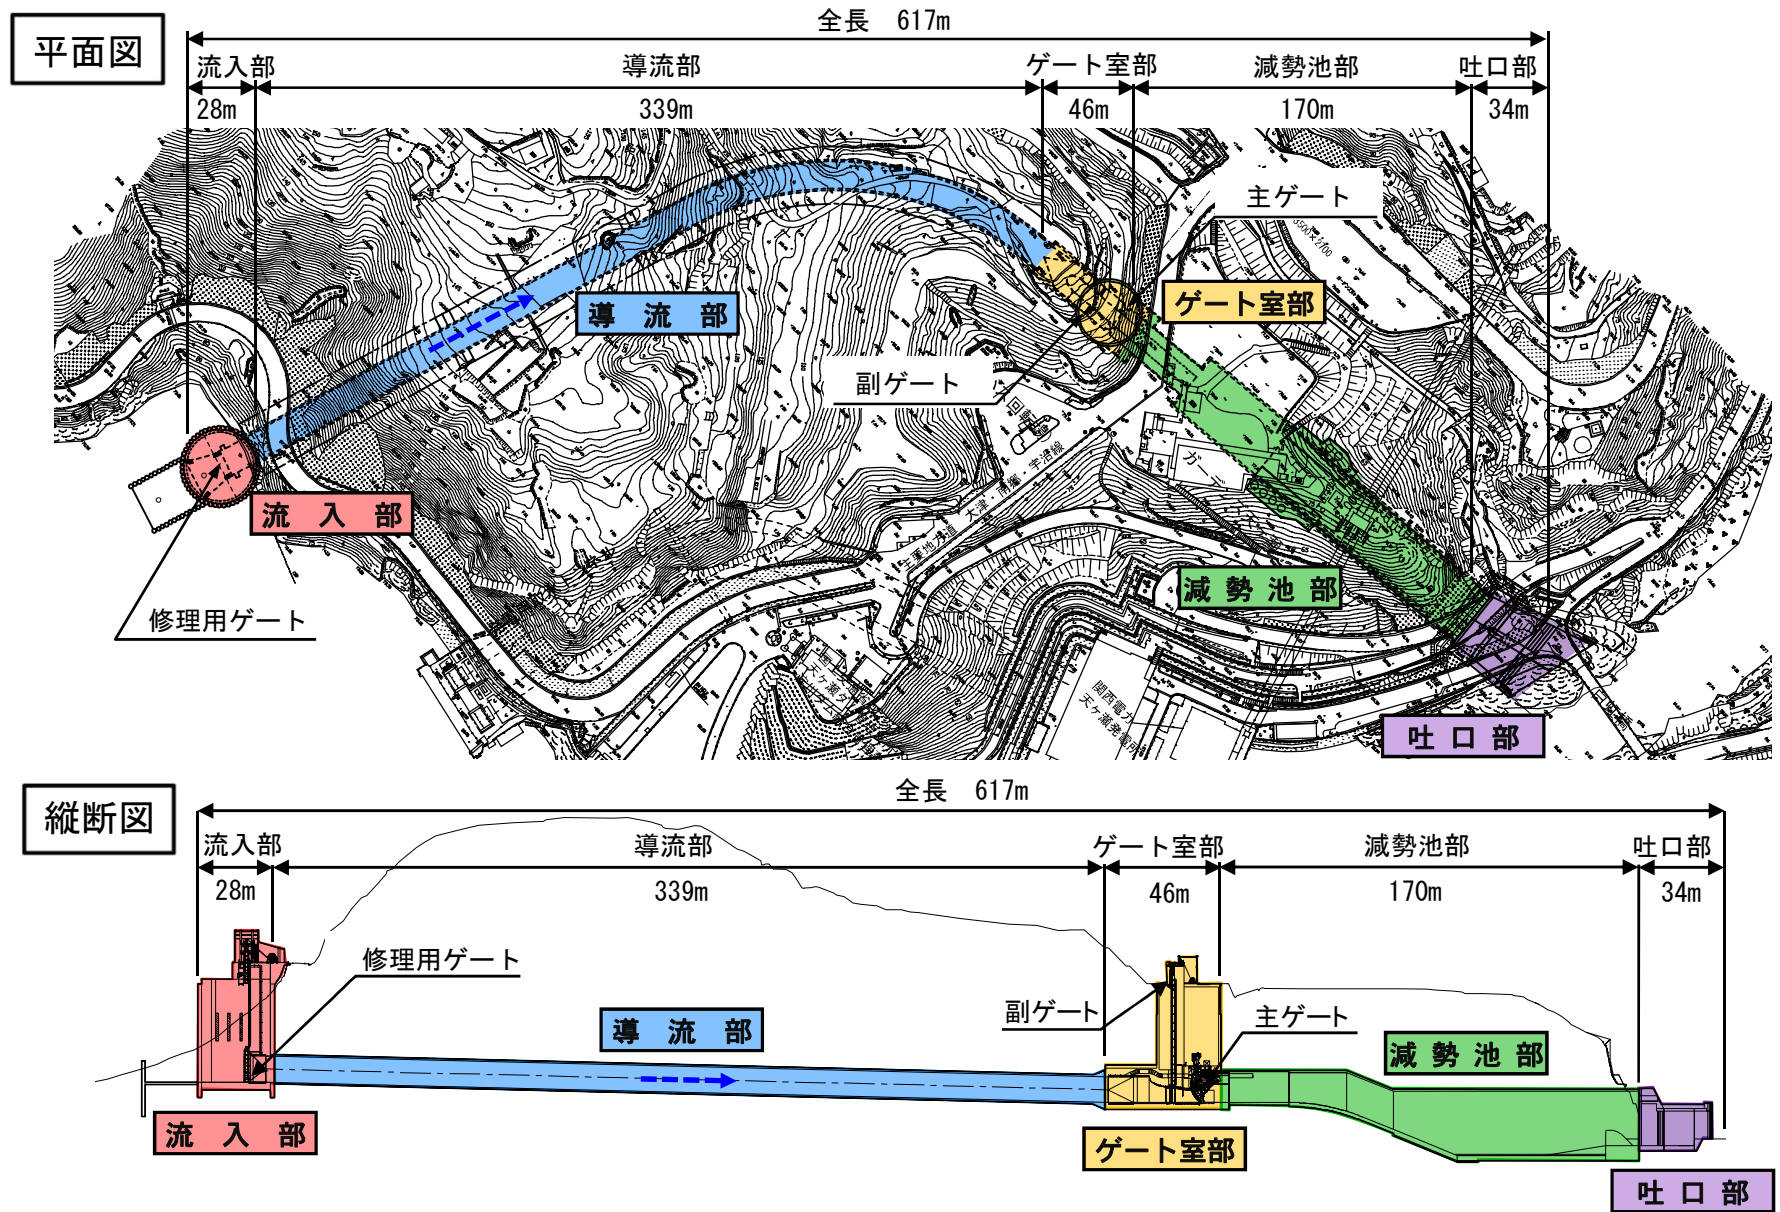 平面図
全長 617m
流入部
導流部
ゲート室部
減勢池部
吐口部
28m
339m
46m
170m
34m
主ゲート
導 流 部
ゲート室部
副ゲート
流 入 部
修理用ゲート
減 勢 池 部
関西電力
吐 口 部
縦断図
全長 617m
流入部
導流部
ゲート室部
減勢池部
吐口部
28m
339m
46m
170m
34m
修理用ゲート
副ゲート
主ゲート
導 流 部
減 勢 池 部
流 入 部
ゲート室部
吐 口 部